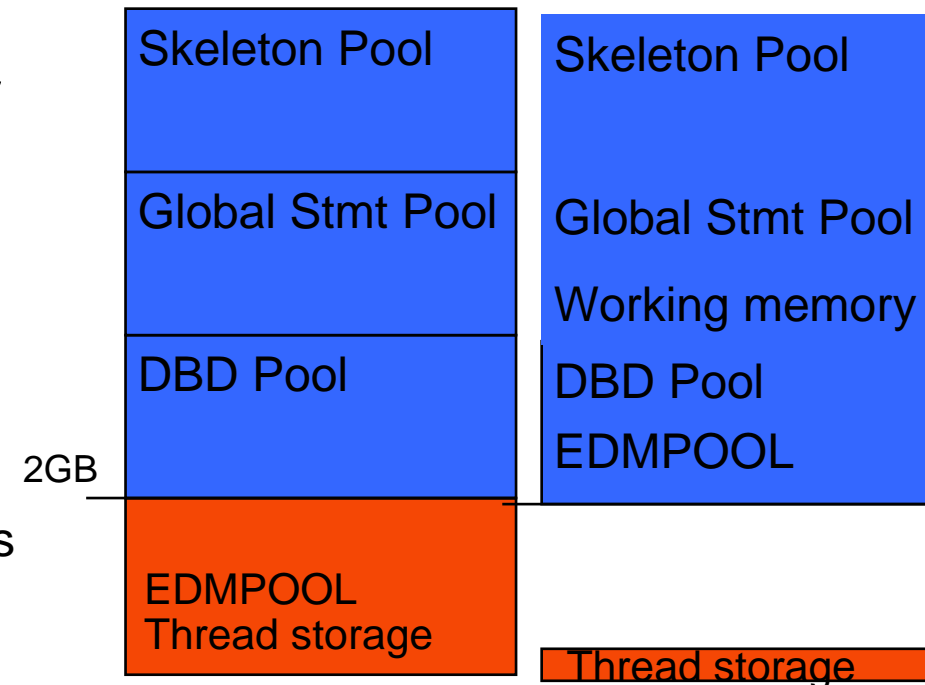 Skeleton Pool
Global Stmt Pool
DBD Pool
2GB
EDMPOOL
Thread storage
Skeleton Pool
Global Stmt Pool
Working memory
DBD Pool
EDMPOOL
Thread storage